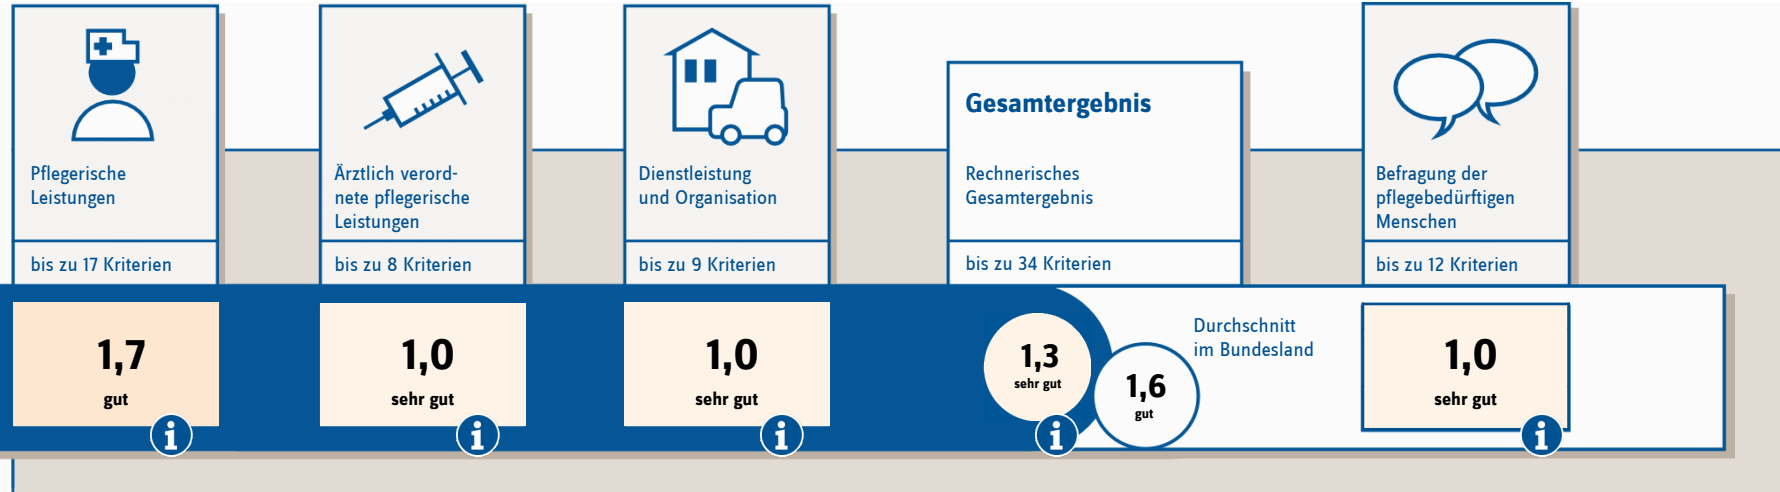 Pflegerische
Leistungen
bis zu 17 Kriterien
1,7
gut
i
Ärztlich verord-
nete pflegerische
Leistungen
bis zu 8 Kriterien
1,0
sehr gut
i
Dienstleistung
und Organisation
bis zu 9 Kriterien
1,0
sehr gut
i
Gesamtergebnis
Rechnerisches
Gesamtergebnis
bis zu 34 Kriterien
1,3
sehr gut
i
Durchschnitt
im Bundesland
1,6
gut
Befragung der
pflegebedürftigen
Menschen
bis zu 12 Kriterien
1,0
sehr gut
i